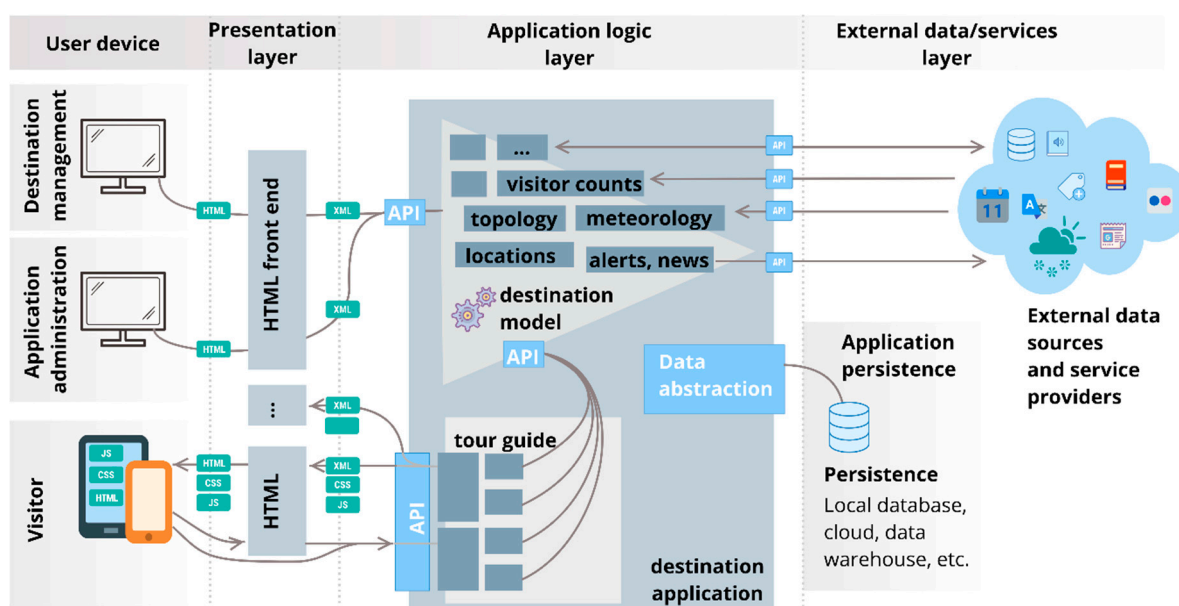 User device
Presentation
layer
Application logic
layer
External data/services
layer
Destination
management
HTML
HTML front end
XML
API
...
visitor counts
topology
meteorology
locations
alerts, news
destination
model
API
API
API
API
API
11
A
文
External data
sources
and service
providers
Application
administration
HTML
XML
Data
abstraction
Application
persistence
Persistence
Local database,
cloud, data
warehouse, etc.
...
XML
Visitor
JS
CSS
HTML
HTML
CSS
JS
HTML
XML
CSS
JS
API
tour guide
destination
application